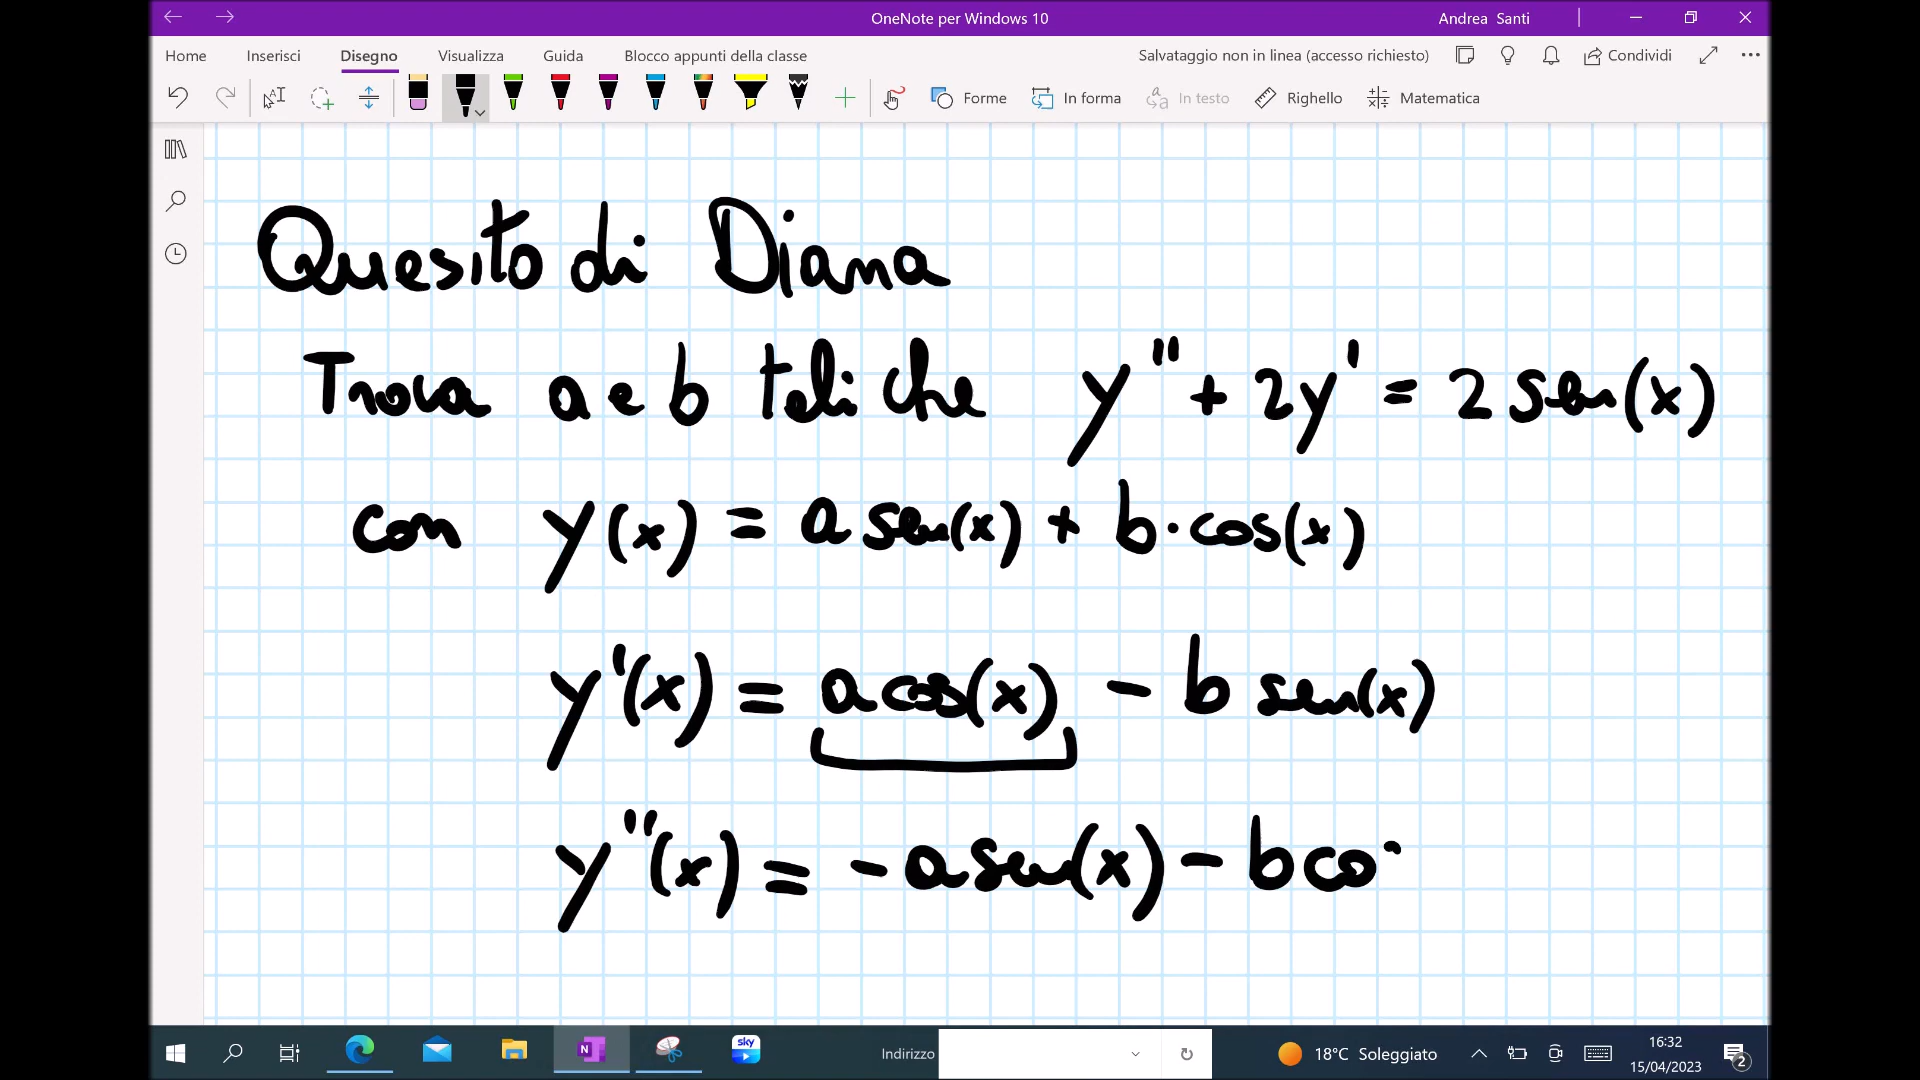 OneNote per Windows 10
Andrea Santi
Home Inserisci Disegno Visualizza Guida Blocco appunti della classe
Salvataggio non in linea (accesso richiesto) Condividi
Forme In forma In testo Righello Matematica
Quesito di Diana
Trova a e b tali che y'' + 2y' = 2 sen(x)
con y(x) = a sen(x) + b·cos(x)
y'(x) = a cos(x) - b sen(x)
y''(x) = - a sen(x) - b co
sky
Indirizzo
18°C Soleggiato
16:32
15/04/2023
2